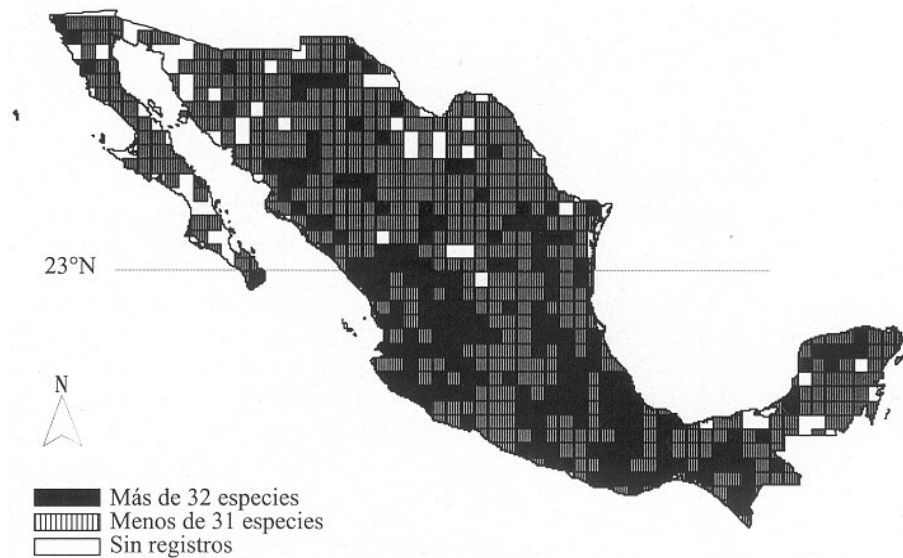 23°N
N
Más de 32 especies
Menos de 31 especies
Sin registros